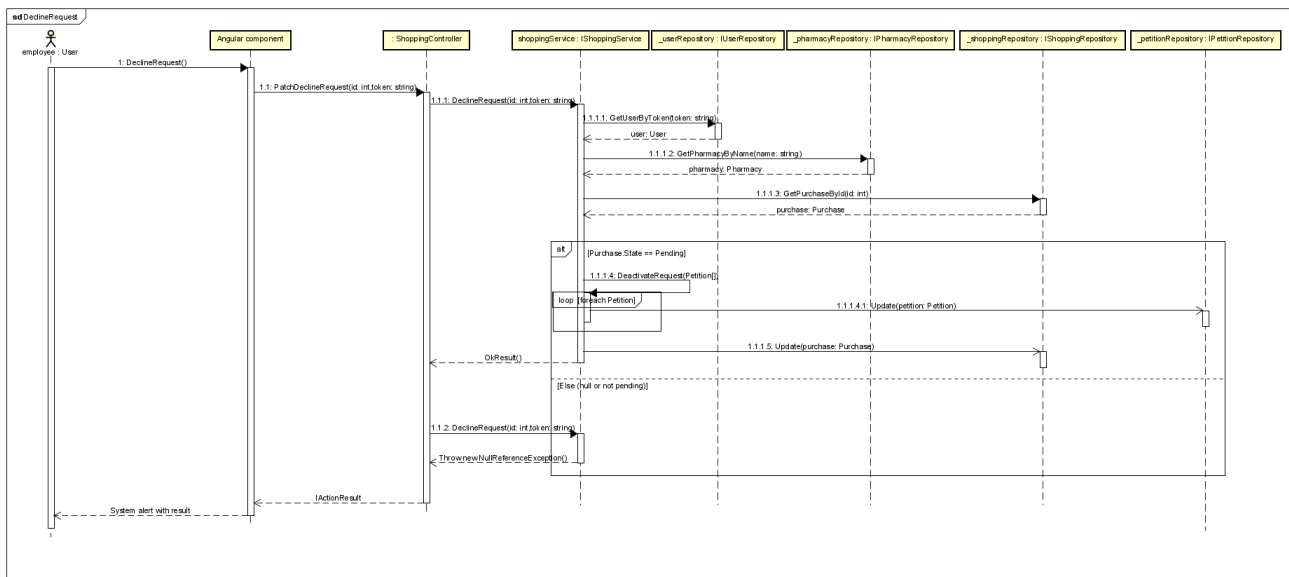 sd DeclineRequest
employee : User
Angular component
: ShoppingController
shoppingService : IShoppingService
_userRepository : IUserRepository
_pharmacyRepository : IPharmacyRepository
_shoppingRepository : IShoppingRepository
_petitionRepository : IPetitionRepository
1: DeclineRequest()
1.1: PatchDeclineRequest(id: int,token: string)
1.1.1: DeclineRequest(id: int,token: string)
1.1.1.1: GetUserByToken(token: string)
user: User
1.1.1.2: GetPharmacyByName(name: string)
pharmacy: Pharmacy
1.1.1.3: GetPurchaseById(id: int)
purchase: Purchase
alt
[Purchase.State == Pending]
1.1.1.4: DeactivateRequest(Petition[])
loop [foreach Petition]
1.1.1.4.1: Update(petition: Petition)
1.1.1.5: Update(purchase: Purchase)
OkResult()
[Else (null or not pending)]
1.1.2: DeclineRequest(id: int,token: string)
Throw new NullReferenceException()
IActionResult
System alert with result